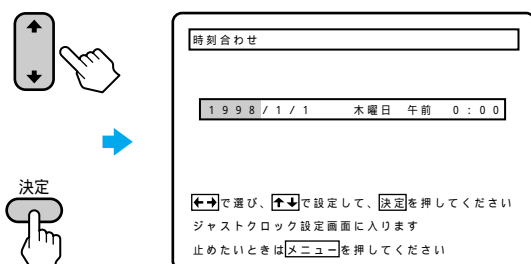 決定
時刻合わせ
1998/1/1 木曜日 午前 0:00
←→で選び、↑↓で設定して、決定を押してください
ジャストクロック設定画面に入ります
止めたいときはメニューを押してください